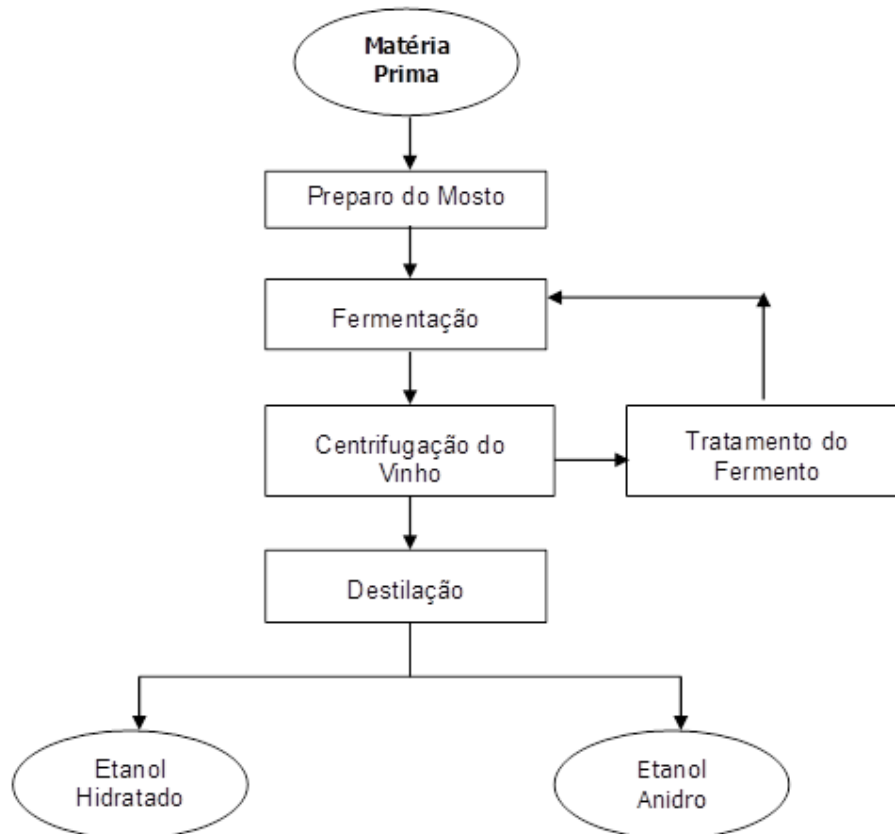 Matéria
Prima
Preparo do Mosto
Fermentação
Centrifugação do
Vinho
Tratamento do
Fermento
Destilação
Etanol
Hidratado
Etanol
Anidro